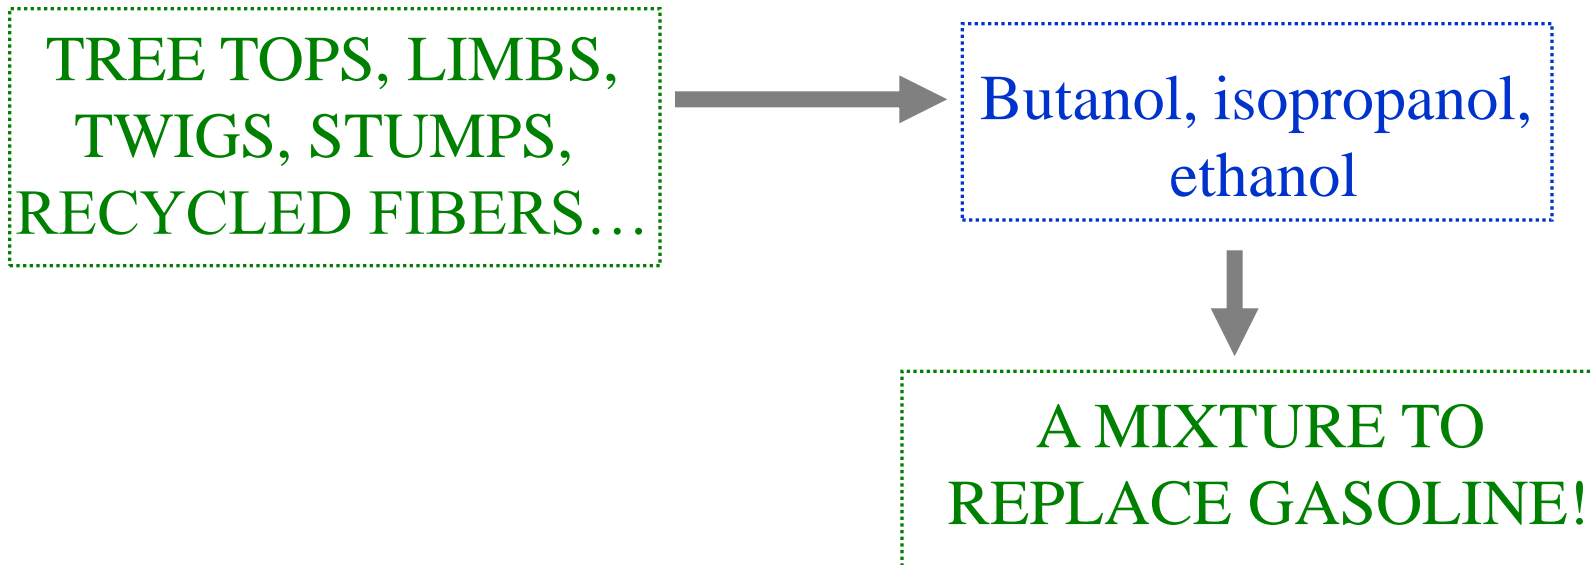 TREE TOPS, LIMBS,
TWIGS, STUMPS,
RECYCLED FIBERS…
Butanol, isopropanol,
ethanol
A MIXTURE TO
REPLACE GASOLINE!